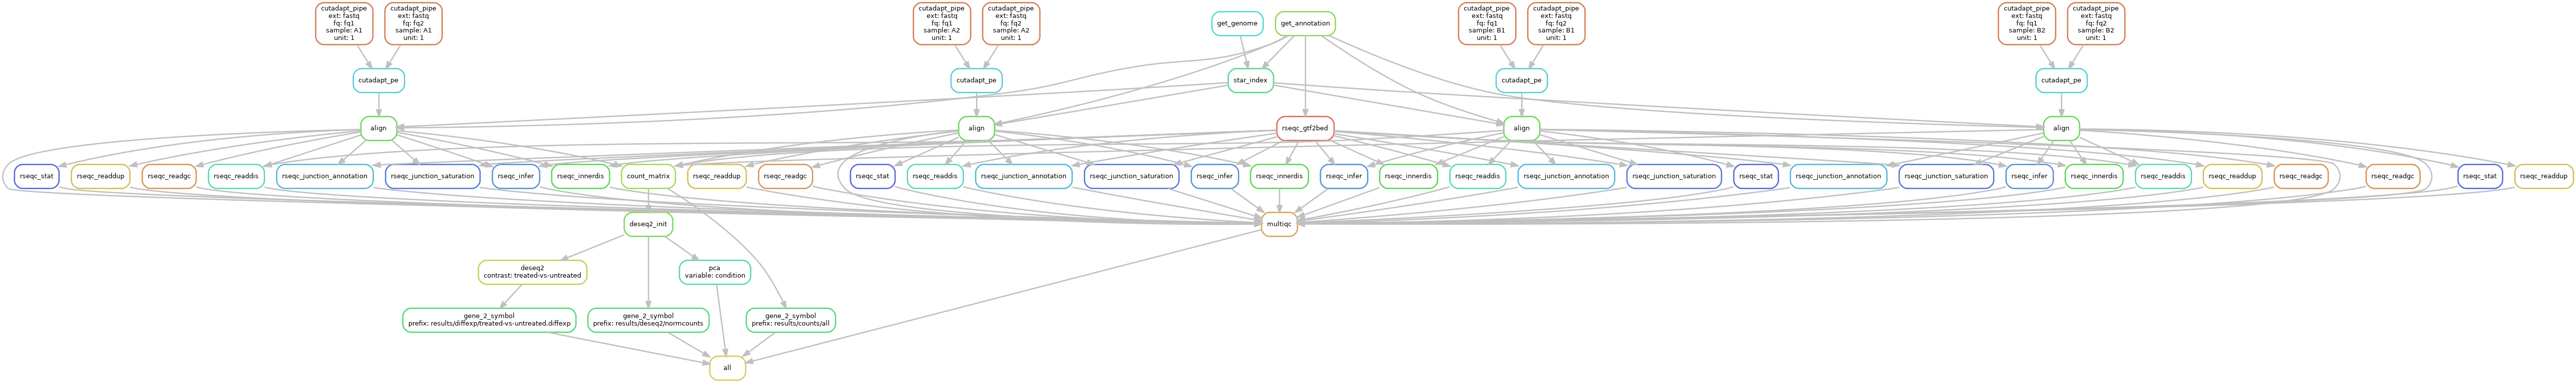 cutadapt_pipe
ext: fastq
fq: fq1
sample: A1
unit: 1
cutadapt_pipe
ext: fastq
fq: fq2
sample: A1
unit: 1
cutadapt_pipe
ext: fastq
fq: fq1
sample: A2
unit: 1
cutadapt_pipe
ext: fastq
fq: fq2
sample: A2
unit: 1
get_genome
get_annotation
cutadapt_pipe
ext: fastq
fq: fq1
sample: B1
unit: 1
cutadapt_pipe
ext: fastq
fq: fq2
sample: B1
unit: 1
cutadapt_pipe
ext: fastq
fq: fq1
sample: B2
unit: 1
cutadapt_pipe
ext: fastq
fq: fq2
sample: B2
unit: 1
cutadapt_pe
cutadapt_pe
star_index
cutadapt_pe
cutadapt_pe
align
align
rseqc_gtf2bed
align
align
rseqc_stat
rseqc_readdup
rseqc_readgc
rseqc_readdis
rseqc_junction_annotation
rseqc_junction_saturation
rseqc_infer
rseqc_innerdis
count_matrix
rseqc_readdup
rseqc_readgc
rseqc_stat
rseqc_readdis
rseqc_junction_annotation
rseqc_junction_saturation
rseqc_infer
rseqc_innerdis
rseqc_infer
rseqc_innerdis
rseqc_readdis
rseqc_junction_annotation
rseqc_junction_saturation
rseqc_stat
rseqc_junction_annotation
rseqc_junction_saturation
rseqc_infer
rseqc_innerdis
rseqc_readdis
rseqc_readdup
rseqc_readgc
rseqc_readgc
rseqc_stat
rseqc_readdup
deseq2_init
multiqc
deseq2
contrast: treated-vs-untreated
pca
variable: condition
gene_2_symbol
prefix: results/diffexp/treated-vs-untreated.diffexp
gene_2_symbol
prefix: results/deseq2/normcounts
gene_2_symbol
prefix: results/counts/all
all